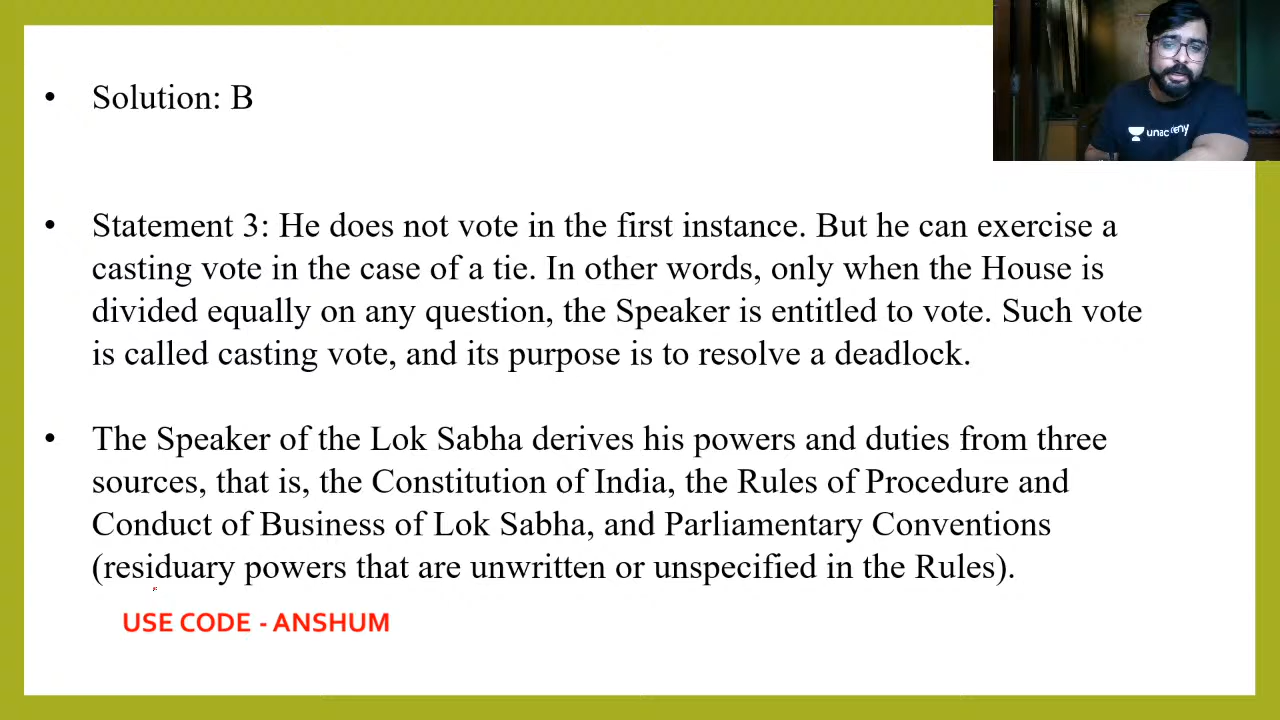 Solution: B
unacademy
Statement 3: He does not vote in the first instance. But he can exercise a
casting vote in the case of a tie. In other words, only when the House is
divided equally on any question, the Speaker is entitled to vote. Such vote
is called casting vote, and its purpose is to resolve a deadlock.
The Speaker of the Lok Sabha derives his powers and duties from three
sources, that is, the Constitution of India, the Rules of Procedure and
Conduct of Business of Lok Sabha, and Parliamentary Conventions
(residuary powers that are unwritten or unspecified in the Rules).
USE CODE - ANSHUM